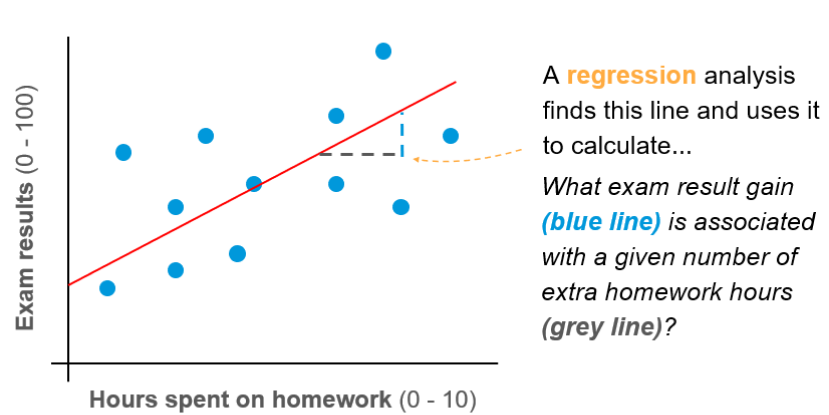 Exam results (0 - 100)
A regression analysis
finds this line and uses it
to calculate...
What exam result gain
(blue line) is associated
with a given number of
extra homework hours
(grey line)?
Hours spent on homework (0 - 10)